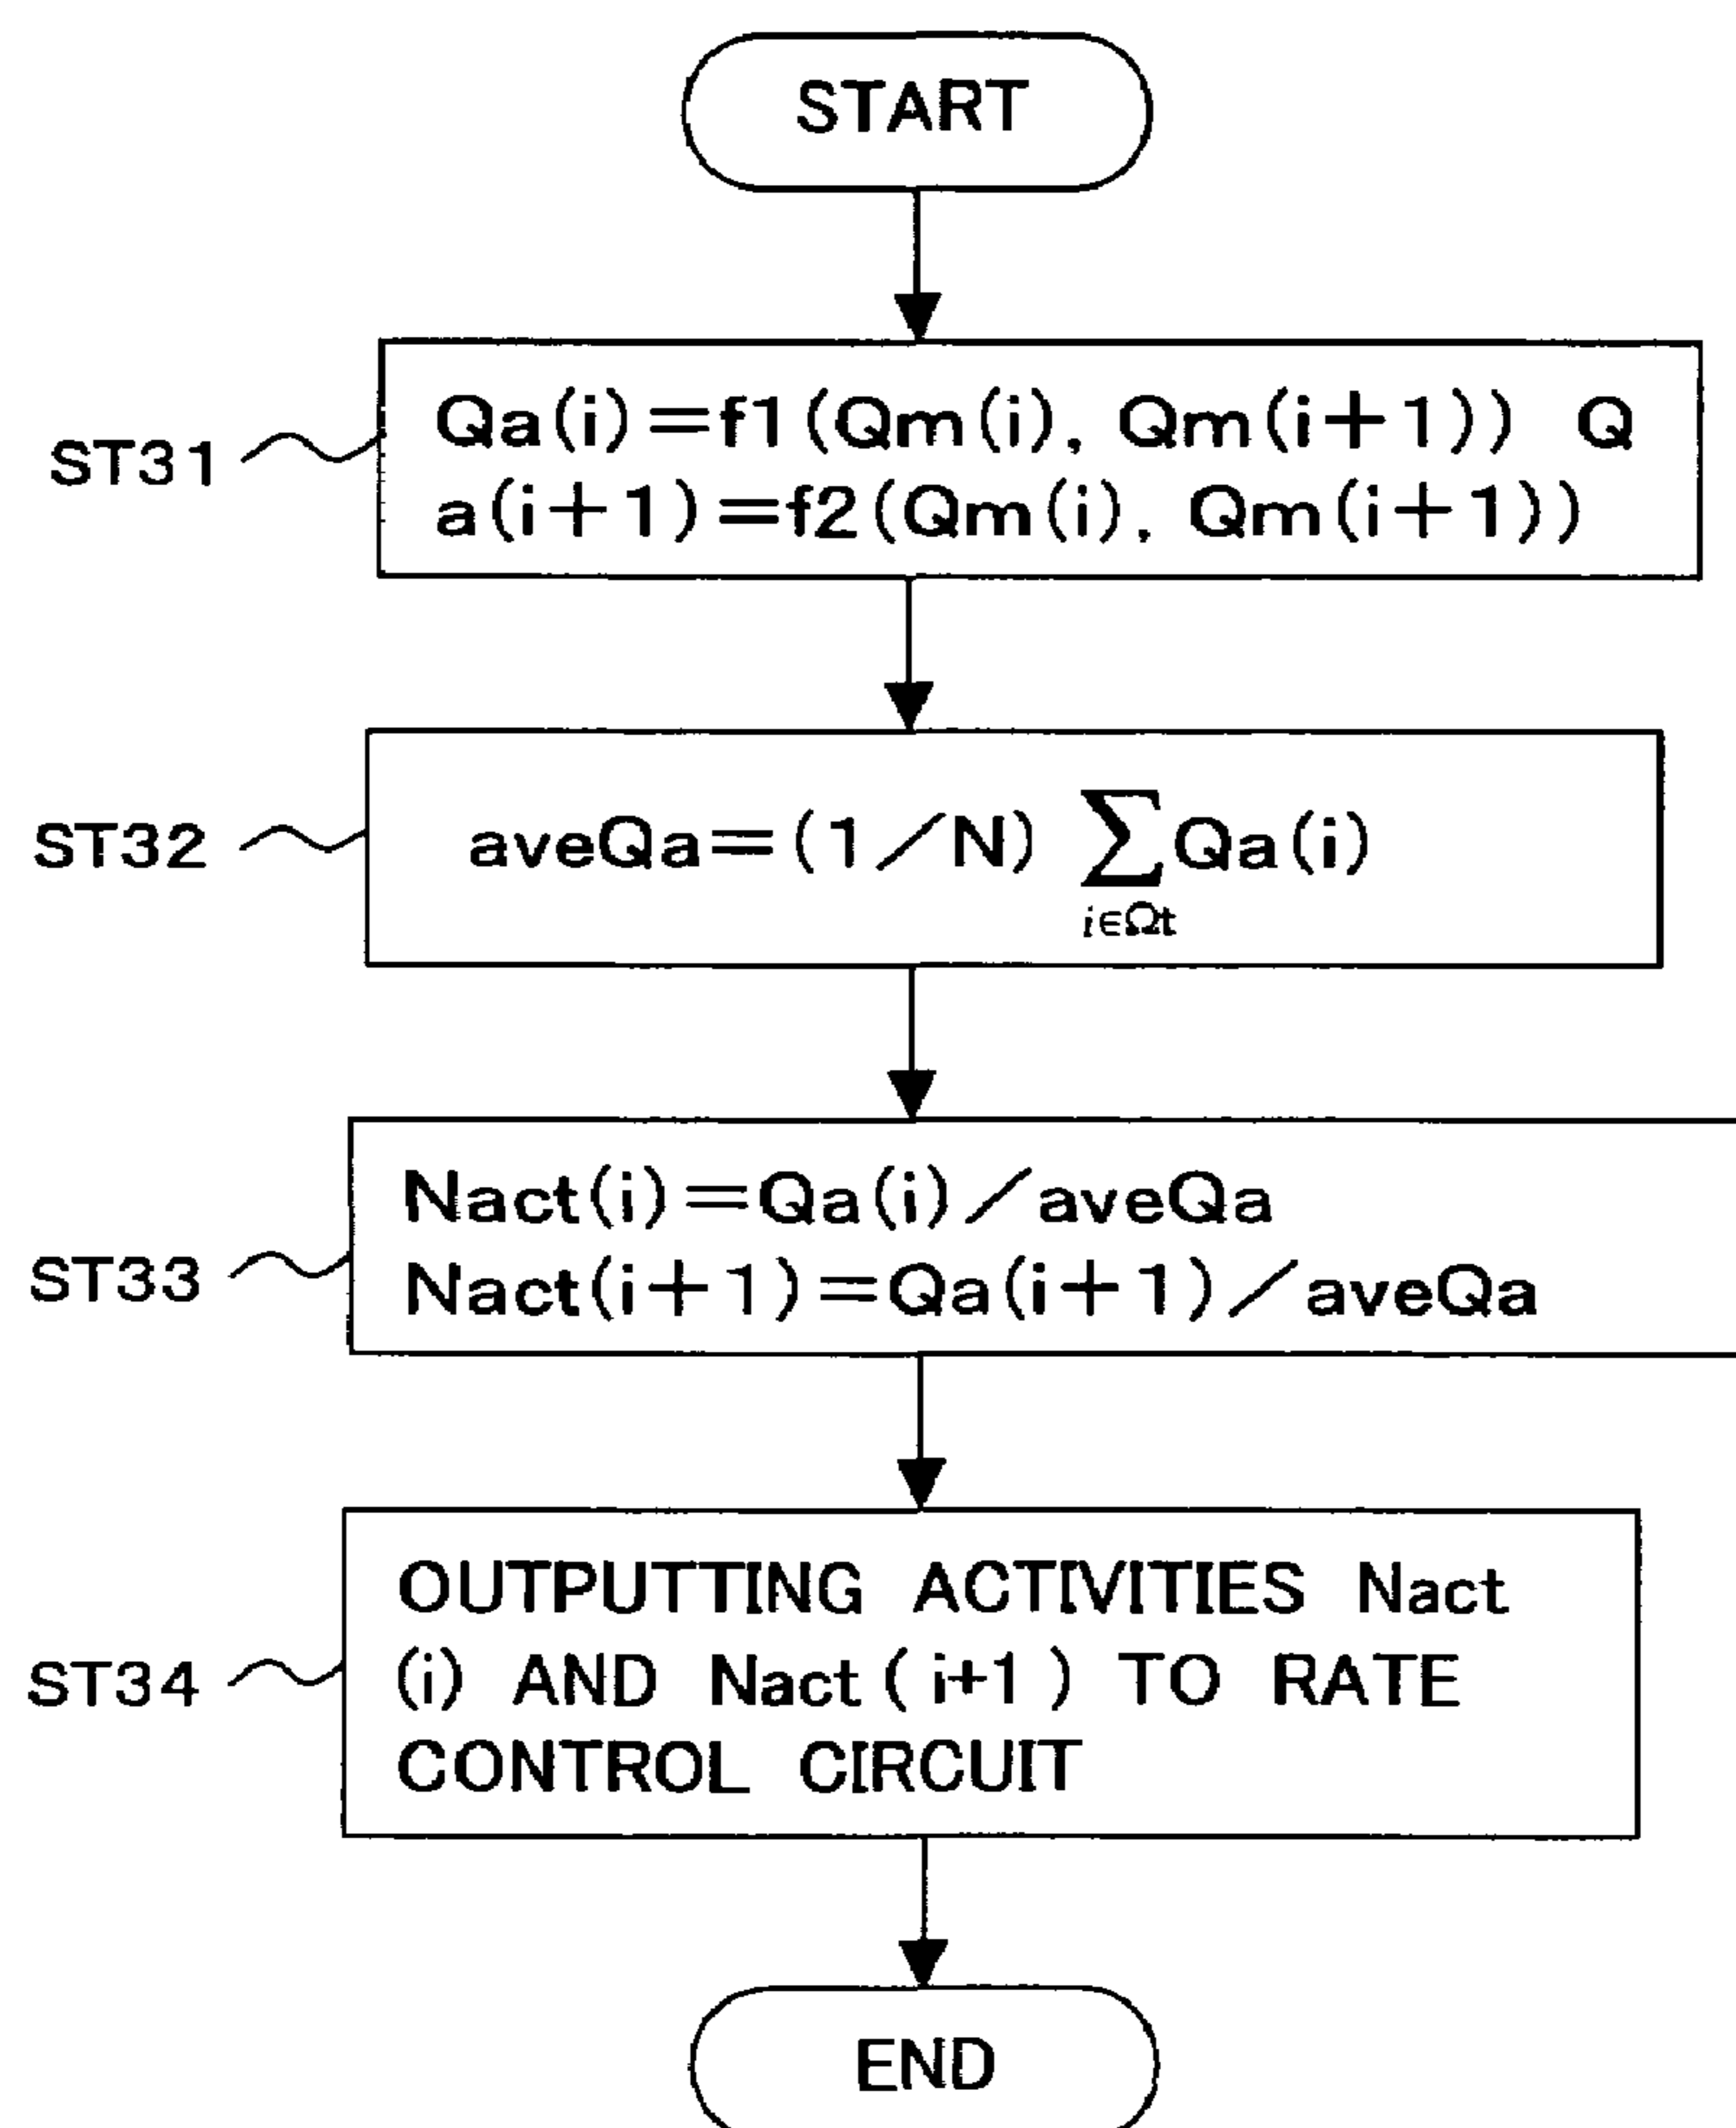 START
ST31
Qa(i)=f1(Qm(i), Qm(i+1)) Q
a(i+1)=f2(Qm(i), Qm(i+1))
ST32
aveQa=(1/N) ∑Qa(i)
i∈Ωt
ST33
Nact(i)=Qa(i)/aveQa
Nact(i+1)=Qa(i+1)/aveQa
ST34
OUTPUTTING ACTIVITIES Nact
(i) AND Nact( i+1 ) TO RATE
CONTROL CIRCUIT
END